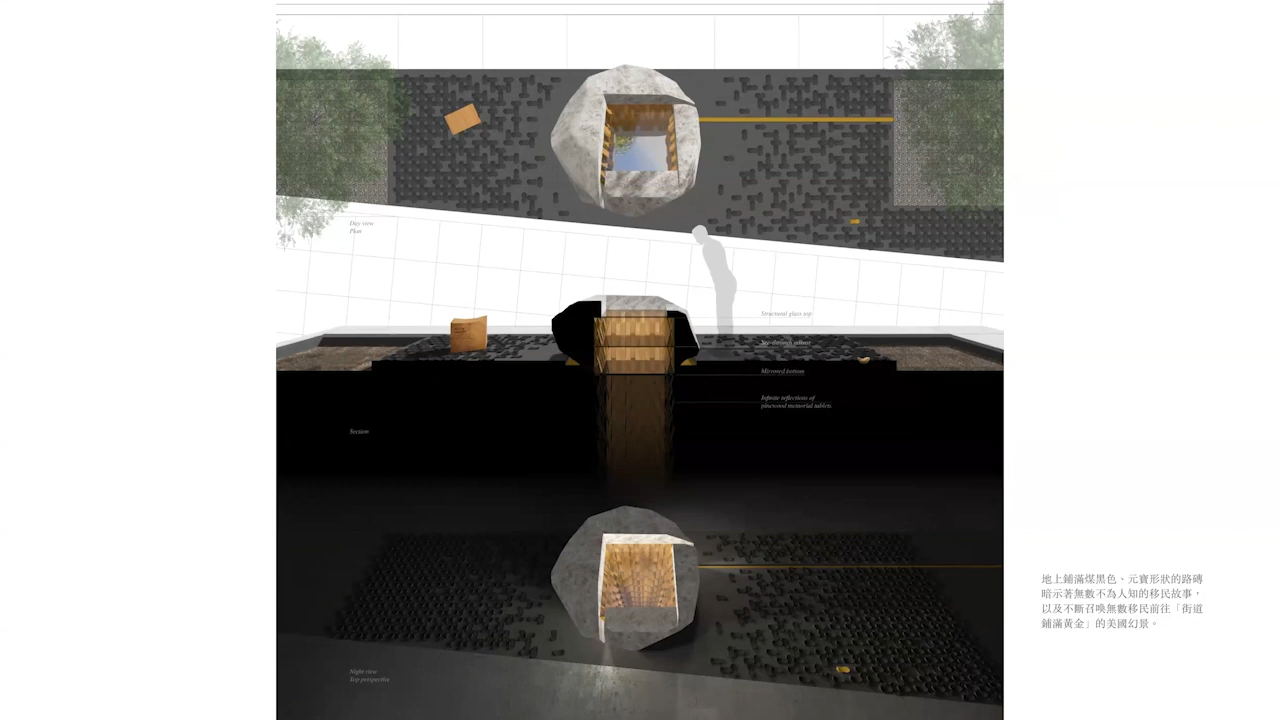 Day view
Plan
Structural glass top
See-through mirror
Mirrored bottom
Infinite reflections of
pinewood memorial tablets
Section
地上鋪滿煤黑色、元寶形狀的路磚
暗示著無數不為人知的移民故事，
以及不斷召喚無數移民前往「街道
鋪滿黃金」的美國幻景。
Night view
Top perspective